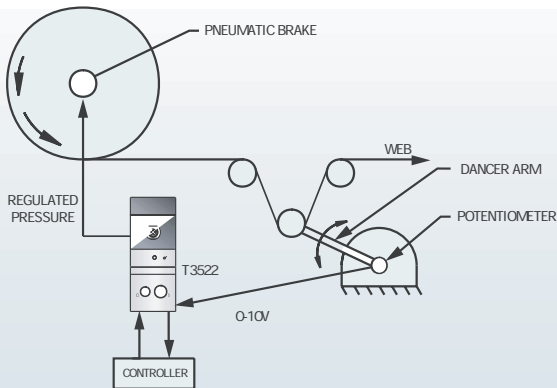 PNEUMATIC BRAKE
WEB
DANCER ARM
REGULATED
PRESSURE
POTENTIOMETER
T3522
0-10V
CONTROLLER